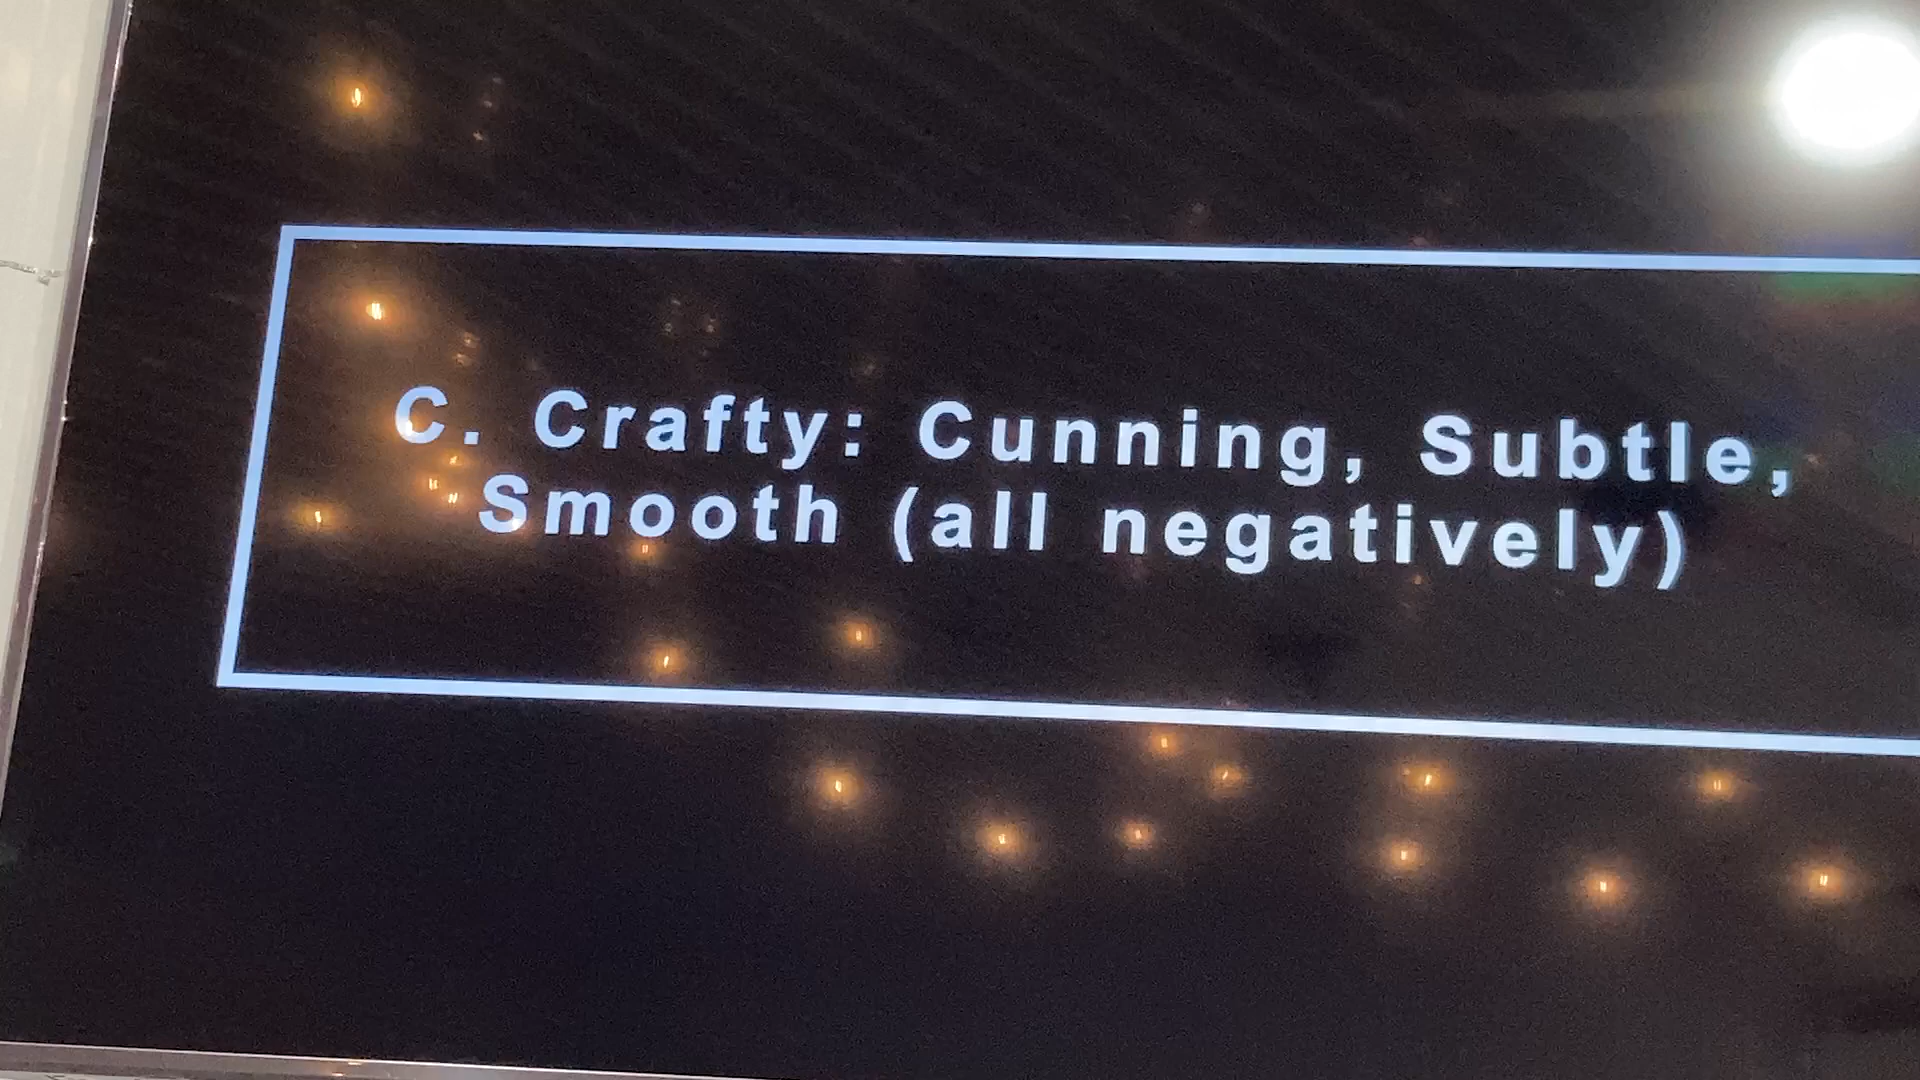 C. Crafty: Cunning, Subtle,
Smooth (all negatively)